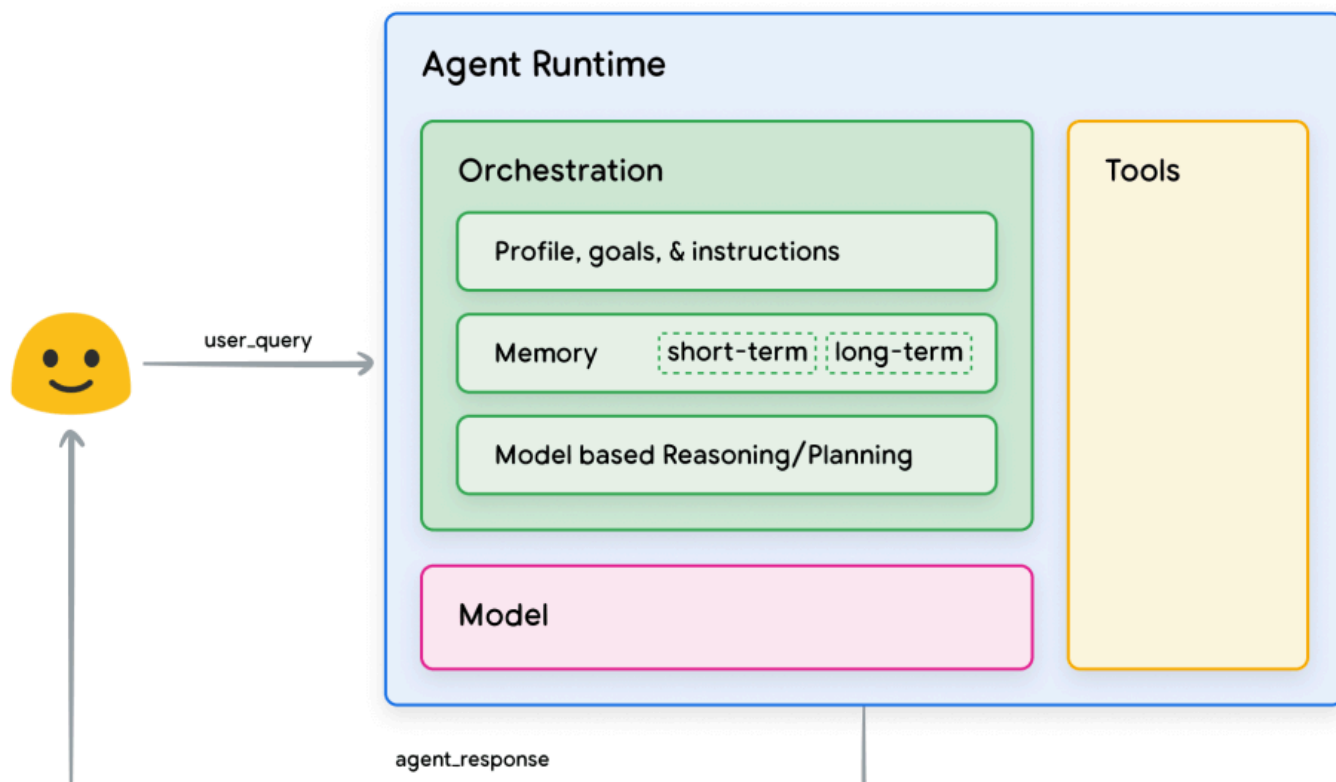 Agent Runtime
Orchestration
Tools
Profile, goals, & instructions
user_query
Memory short-term long-term
Model based Reasoning/Planning
Model
agent_response